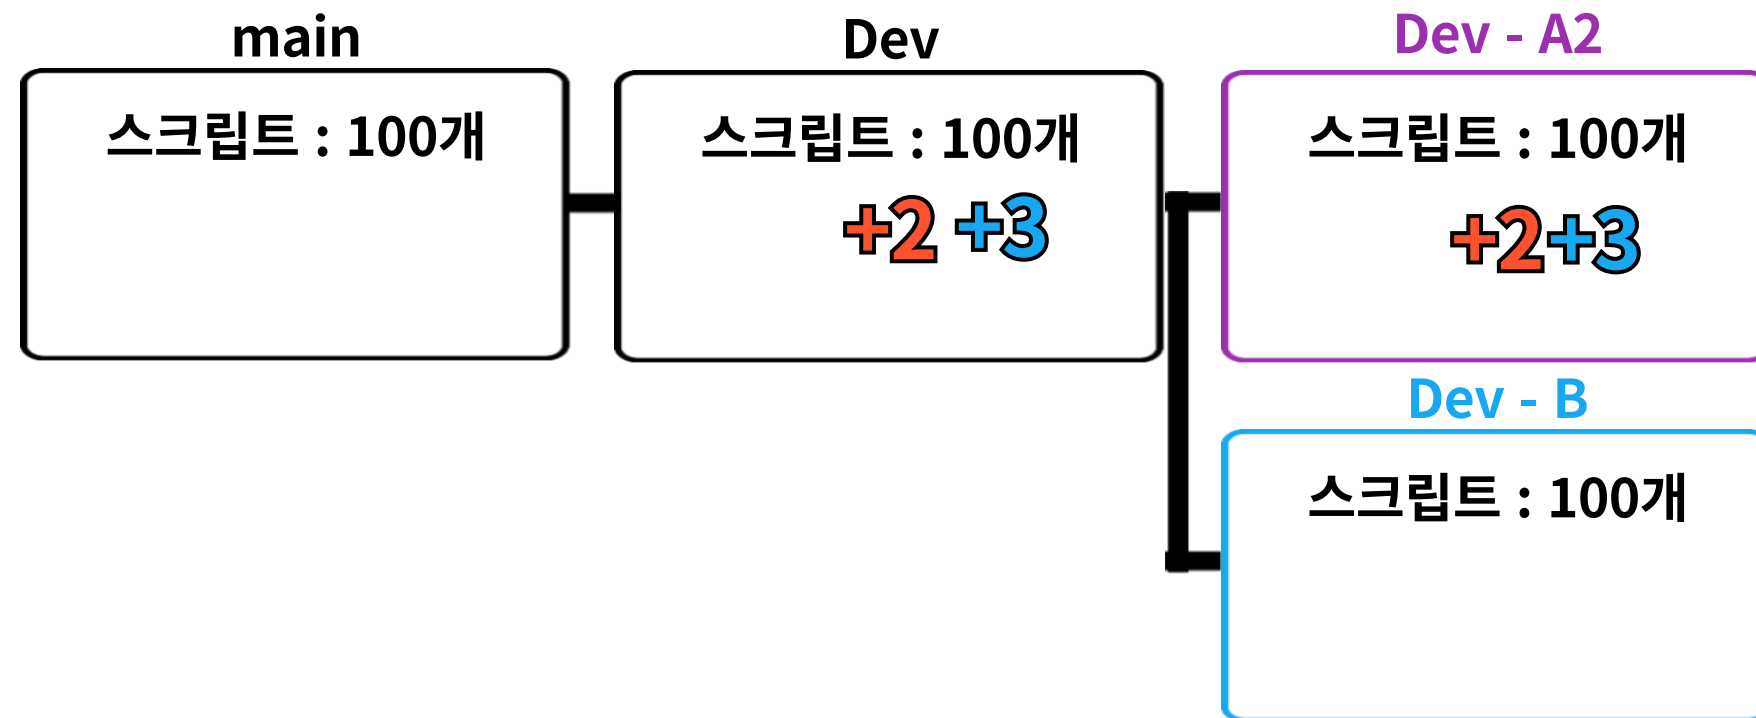 main
스크립트 : 100개
Dev
스크립트 : 100개
+2 +3
Dev - A2
스크립트 : 100개
+2+3
Dev - B
스크립트 : 100개